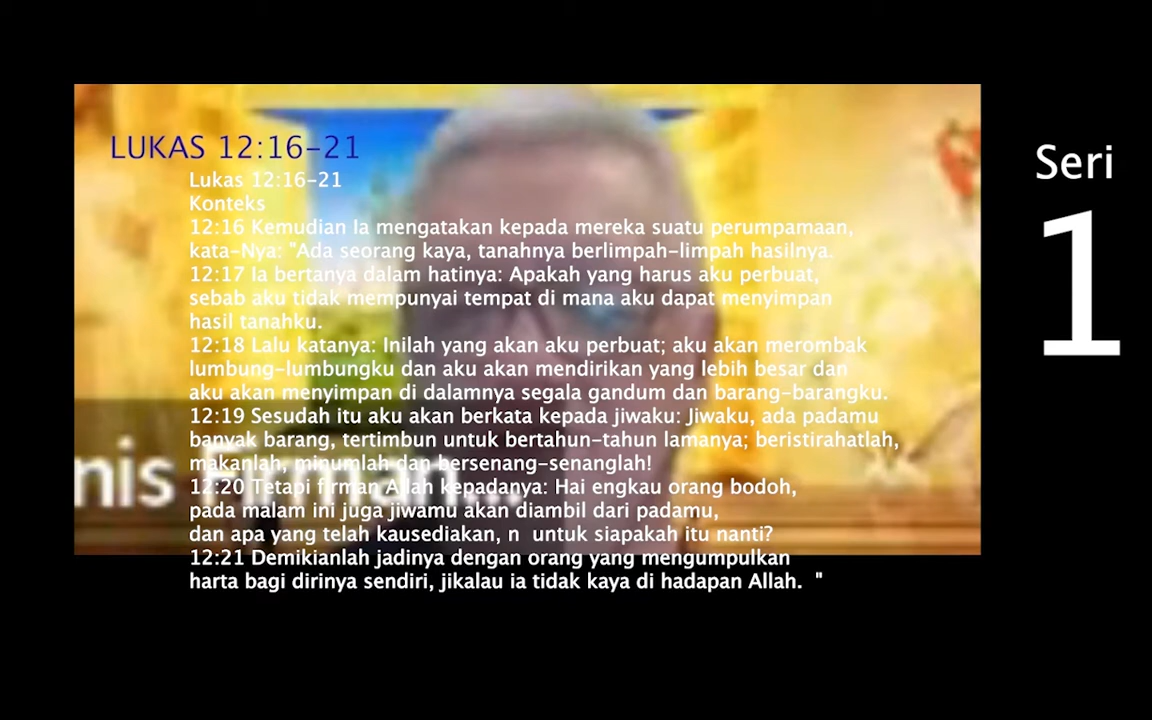 LUKAS 12:16-21
Lukas 12:16-21
Konteks
12:16 Kemudian Ia mengatakan kepada mereka suatu perumpamaan,
kata-Nya: "Ada seorang kaya, tanahnya berlimpah-limpah hasilnya.
12:17 Ia bertanya dalam hatinya: Apakah yang harus aku perbuat,
sebab aku tidak mempunyai tempat di mana aku dapat menyimpan
hasil tanahku.
12:18 Lalu katanya: Inilah yang akan aku perbuat; aku akan merombak
lumbung-lumbungku dan aku akan mendirikan yang lebih besar dan
aku akan menyimpan di dalamnya segala gandum dan barang-barangku.
12:19 Sesudah itu aku akan berkata kepada jiwaku: Jiwaku, ada padamu
banyak barang, tertimbun untuk bertahun-tahun lamanya; beristirahatlah,
makanlah, minumlah dan bersenang-senanglah!
12:20 Tetapi firman Allah kepadanya: Hai engkau orang bodoh,
pada malam ini juga jiwamu akan diambil dari padamu,
dan apa yang telah kausediakan, n  untuk siapakah itu nanti?
12:21 Demikianlah jadinya dengan orang yang mengumpulkan
harta bagi dirinya sendiri, jikalau ia tidak kaya di hadapan Allah.  "
nis
Seri
1